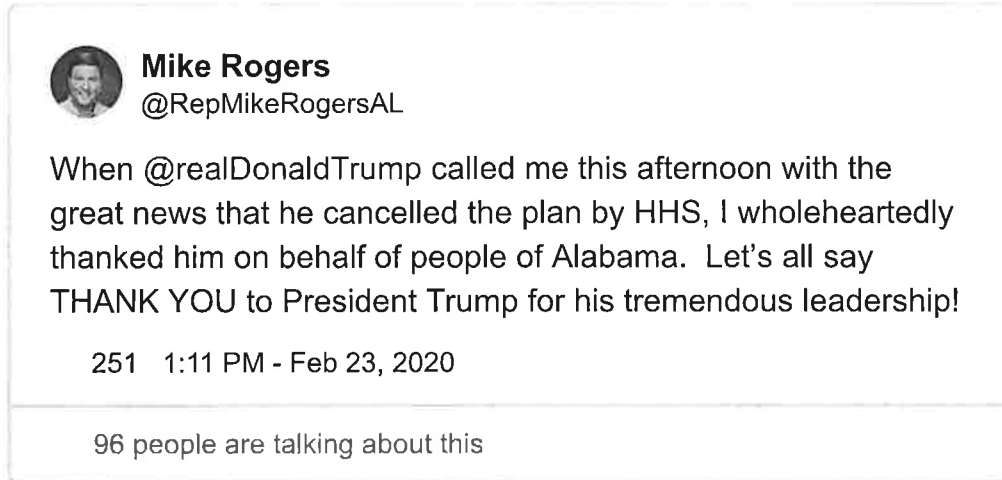 Mike Rogers
@RepMikeRogersAL
When @realDonaldTrump called me this afternoon with the
great news that he cancelled the plan by HHS, I wholeheartedly
thanked him on behalf of people of Alabama.  Let's all say
THANK YOU to President Trump for his tremendous leadership!
251 1:11 PM - Feb 23, 2020
96 people are talking about this